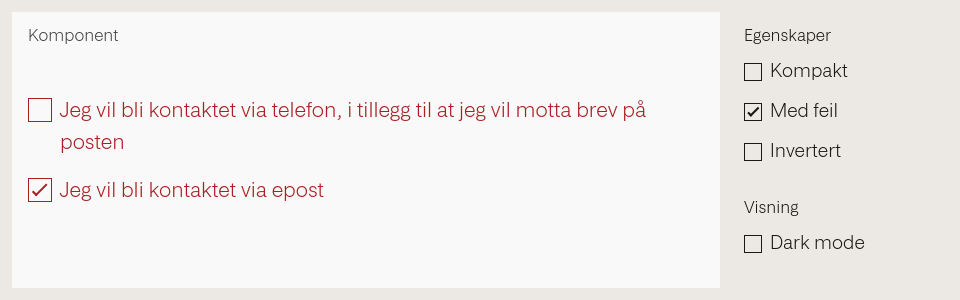 Komponent
Jeg vil bli kontaktet via telefon, i tillegg til at jeg vil motta brev på
posten
Jeg vil bli kontaktet via epost
Egenskaper
Kompakt
Med feil
Invertert
Visning
Dark mode